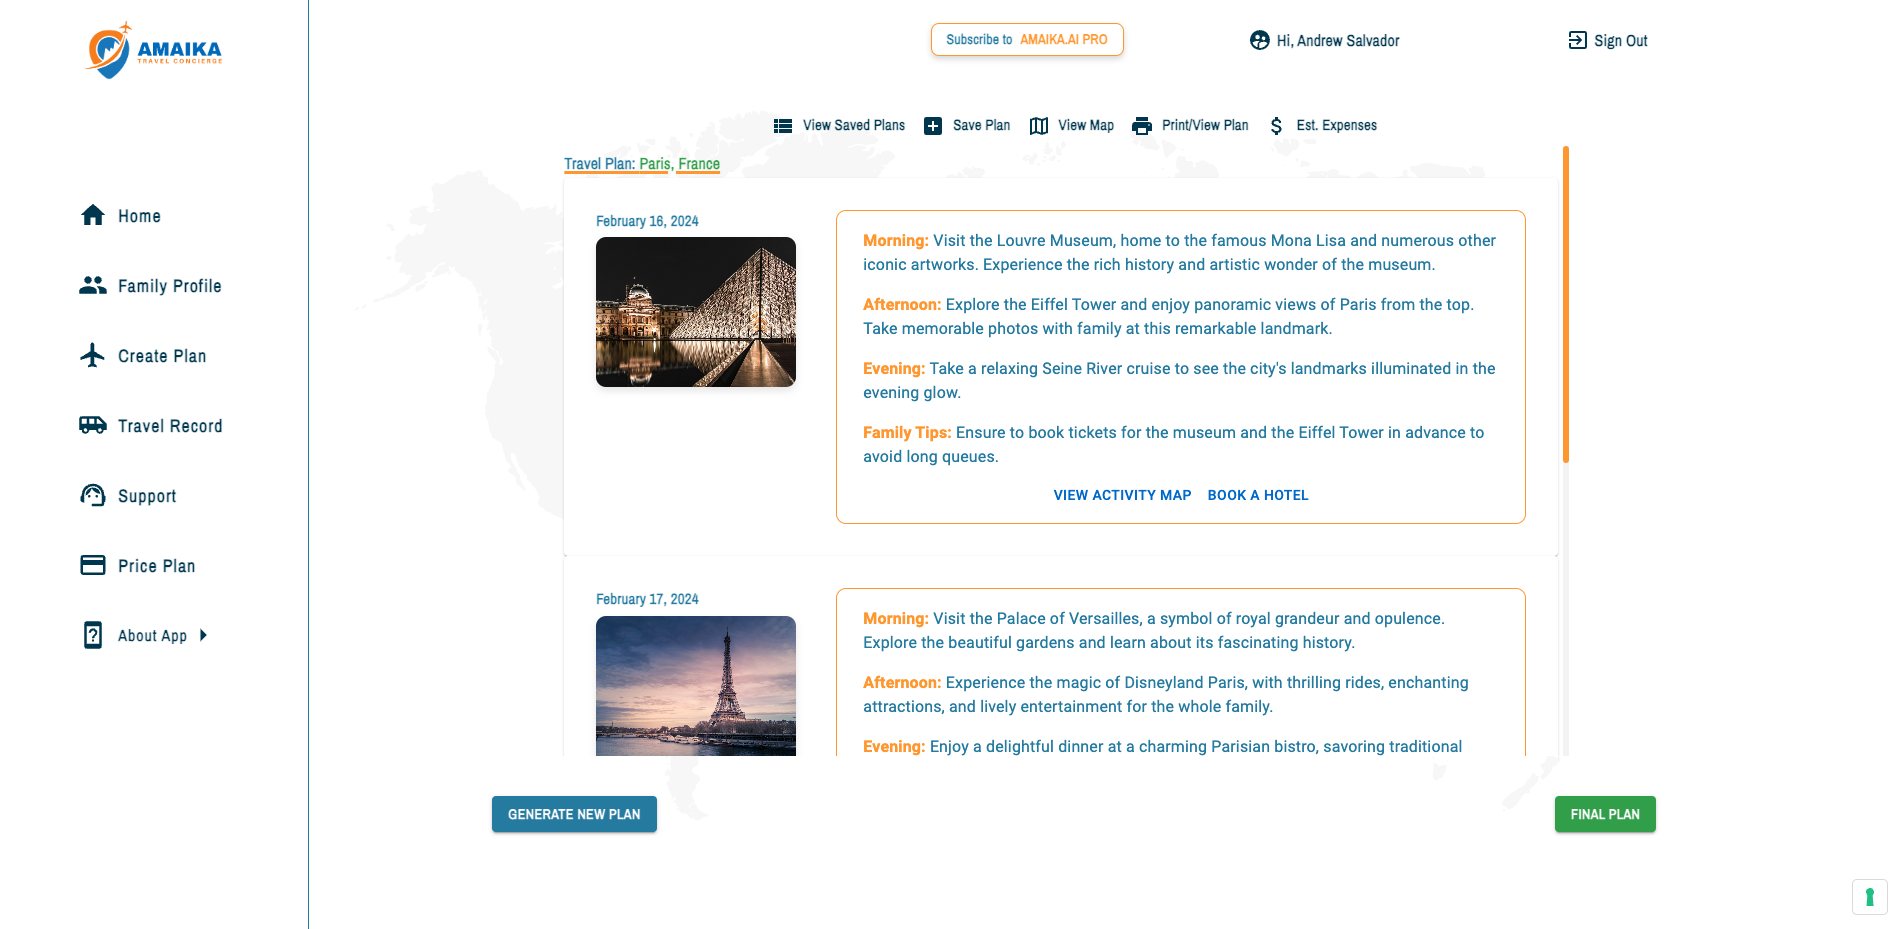 AMAIKA
TRAVEL CONCIERGE
Subscribe to AMAIKA.AI PRO
Hi, Andrew Salvador
Sign Out
View Saved Plans
Save Plan
View Map
Print/View Plan
Est. Expenses
Home
Family Profile
Create Plan
Travel Record
Support
Price Plan
About App
Travel Plan: Paris, France
February 16, 2024
Morning: Visit the Louvre Museum, home to the famous Mona Lisa and numerous other
iconic artworks. Experience the rich history and artistic wonder of the museum.
Afternoon: Explore the Eiffel Tower and enjoy panoramic views of Paris from the top.
Take memorable photos with family at this remarkable landmark.
Evening: Take a relaxing Seine River cruise to see the city's landmarks illuminated in the
evening glow.
Family Tips: Ensure to book tickets for the museum and the Eiffel Tower in advance to
avoid long queues.
VIEW ACTIVITY MAP
BOOK A HOTEL
February 17, 2024
Morning: Visit the Palace of Versailles, a symbol of royal grandeur and opulence.
Explore the beautiful gardens and learn about its fascinating history.
Afternoon: Experience the magic of Disneyland Paris, with thrilling rides, enchanting
attractions, and lively entertainment for the whole family.
Evening: Enjoy a delightful dinner at a charming Parisian bistro, savoring traditional
GENERATE NEW PLAN
FINAL PLAN